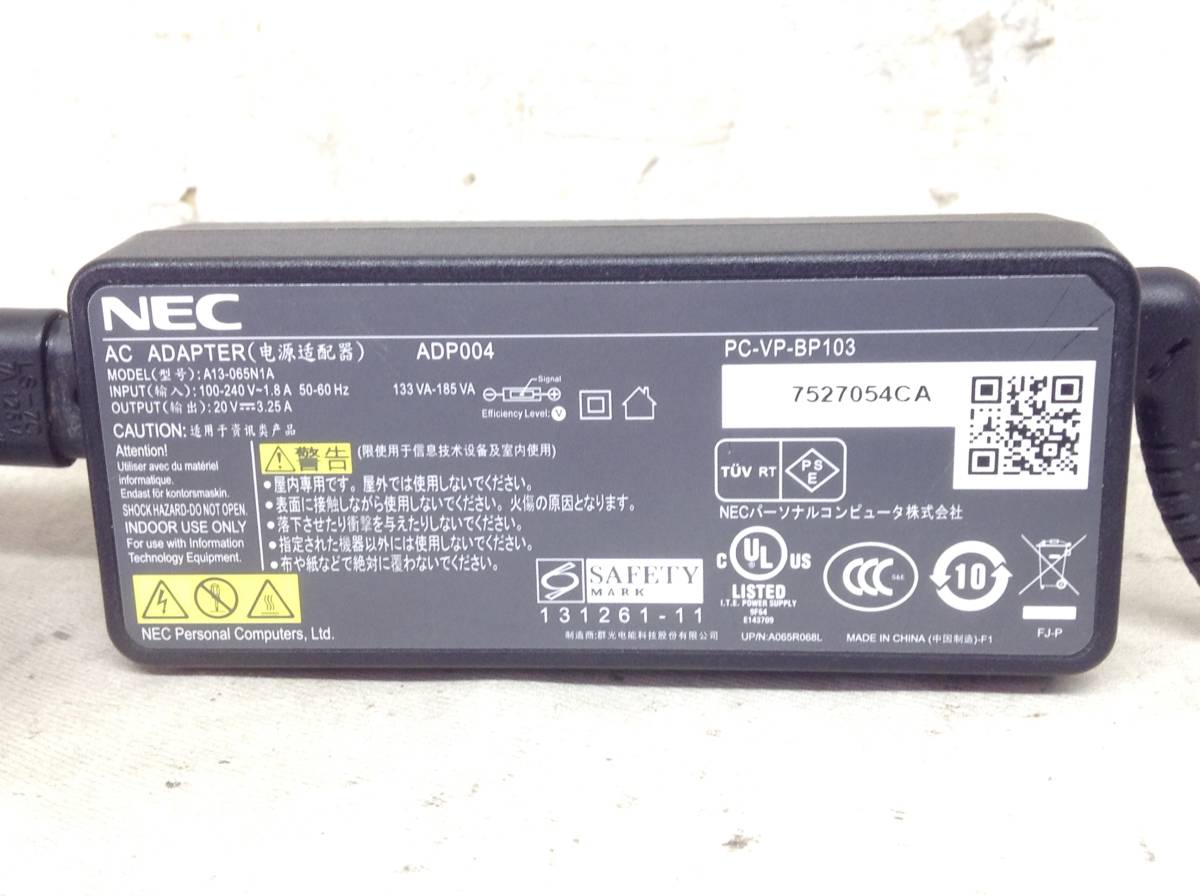 NEC
AC ADAPTER(电源适配器) ADP004 PC-VP-BP103
MODEL(型号):A13-065N1A
INPUT(输入):100-240V~1.8A 50-60Hz 133VA-185VA
OUTPUT(输出):20V⎓3.25A
Signal
Efficiency Level: V
7527054CA
CAUTION:适用于资讯类产品
Attention!
Utiliser avec du matériel
informatique.
Endast för kontorsmaskin.
SHOCK HAZARD-DO NOT OPEN.
INDOOR USE ONLY
For use with Information
Technology Equipment.
NEC Personal Computers, Ltd.
警告 (限使用于信息技术设备及室内使用)
●屋内専用です。屋外では使用しないでください。
●表面に接触しながら使用しないでください。火傷の原因となります。
●落下させたり衝撃を与えたりしないでください。
●指定された機器以外には使用しないでください。
●布や紙などで絶対に覆わないでください。
SAFETY
MARK
131261-11
制造商:群光电能科技股份有限公司
TÜV RT PSE
NECパーソナルコンピュータ株式会社
C UL US
LISTED
I.T.E. POWER SUPPLY
9F64
E143709
UP/N:A065R068L
CCC S&E
10
MADE IN CHINA (中国制造)-F1
FJ-P